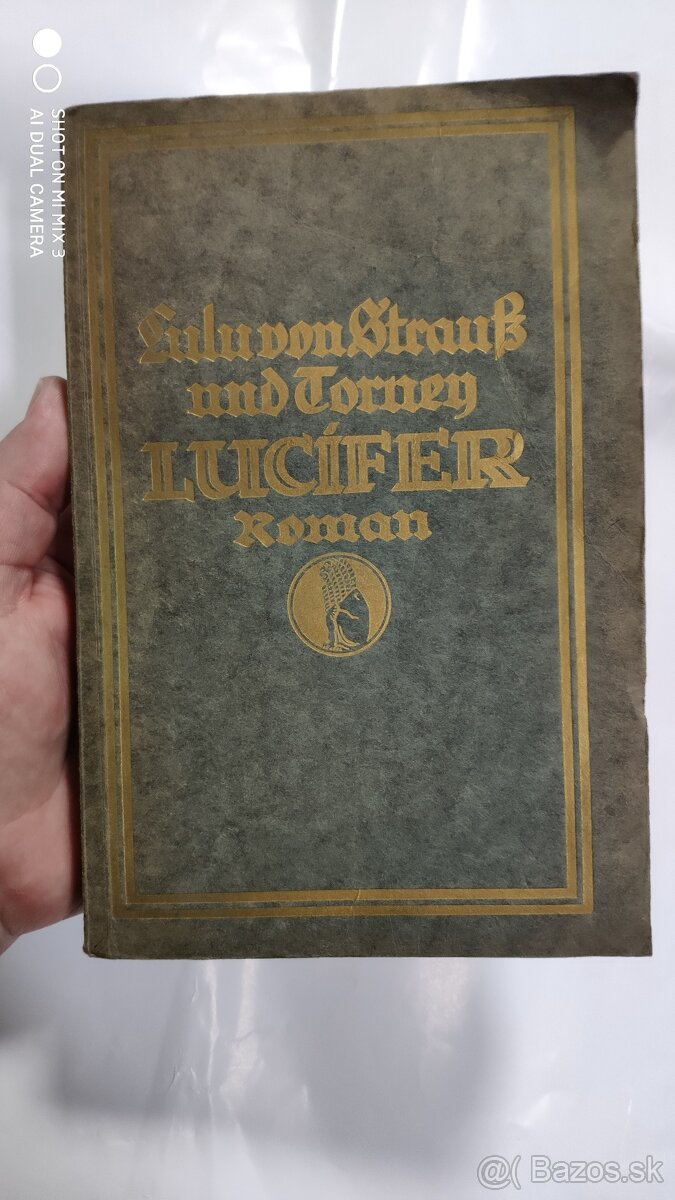 Lulu von Strauß
und Torney
LUCÍFER
Roman
SHOT ON MI MIX 3
AI DUAL CAMERA
@( Bazos.sk